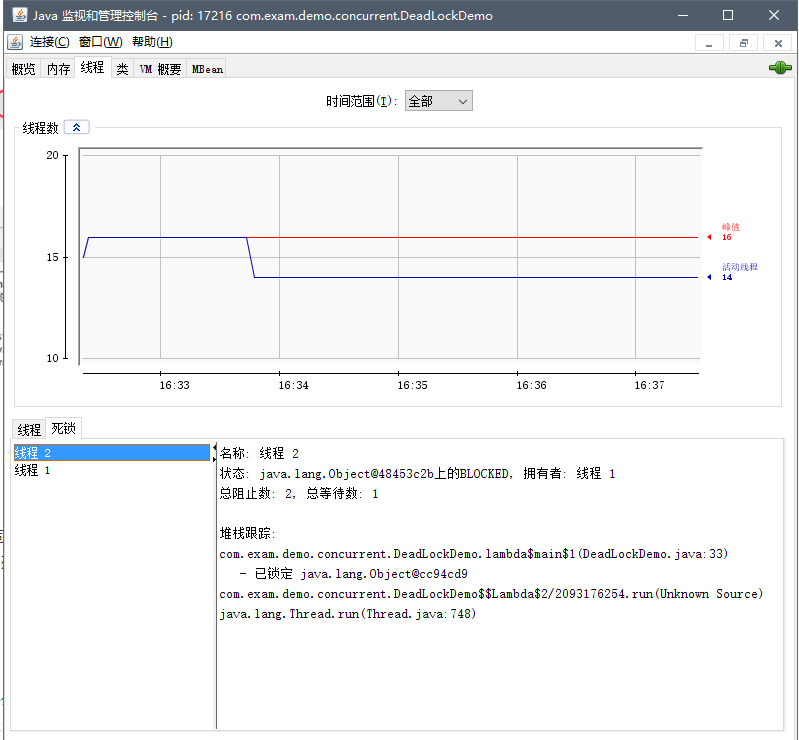 Java 监视和管理控制台 - pid: 17216 com.exam.demo.concurrent.DeadLockDemo
连接(C) 窗口(W) 帮助(H)
概览 内存 线程 类 VM 概要 MBean
时间范围(I): 全部
线程数
20
峰值
16
15
活动线程
14
10
16:33 16:34 16:35 16:36 16:37
线程 死锁
线程 2
线程 1
名称: 线程 2
状态: java.lang.Object@48453c2b上的BLOCKED, 拥有者: 线程 1
总阻止数: 2, 总等待数: 1
堆栈跟踪:
com.exam.demo.concurrent.DeadLockDemo.lambda$main$1(DeadLockDemo.java:33)
- 已锁定 java.lang.Object@cc94cd9
com.exam.demo.concurrent.DeadLockDemo$$Lambda$2/2093176254.run(Unknown Source)
java.lang.Thread.run(Thread.java:748)